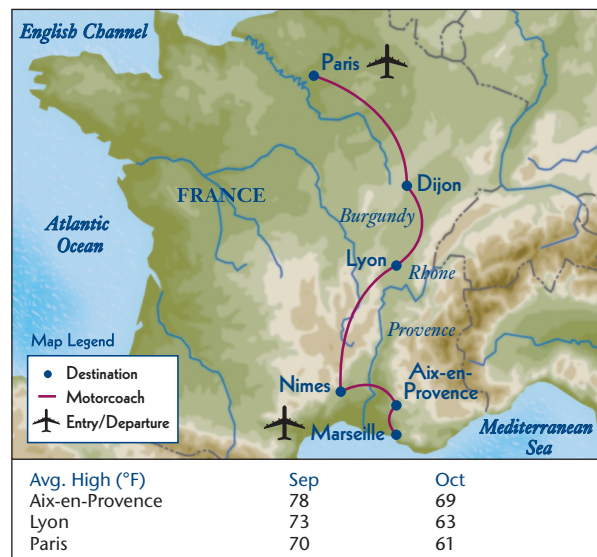 English Channel
Paris
Dijon
FRANCE
Burgundy
Atlantic
Ocean
Lyon
Rhone
Provence
Map Legend
Destination
Motorcoach
Entry/Departure
Nimes
Aix-en-
Provence
Marseille
Mediterranean
Sea
Avg. High (°F) Sep Oct
Aix-en-Provence 78 69
Lyon 73 63
Paris 70 61